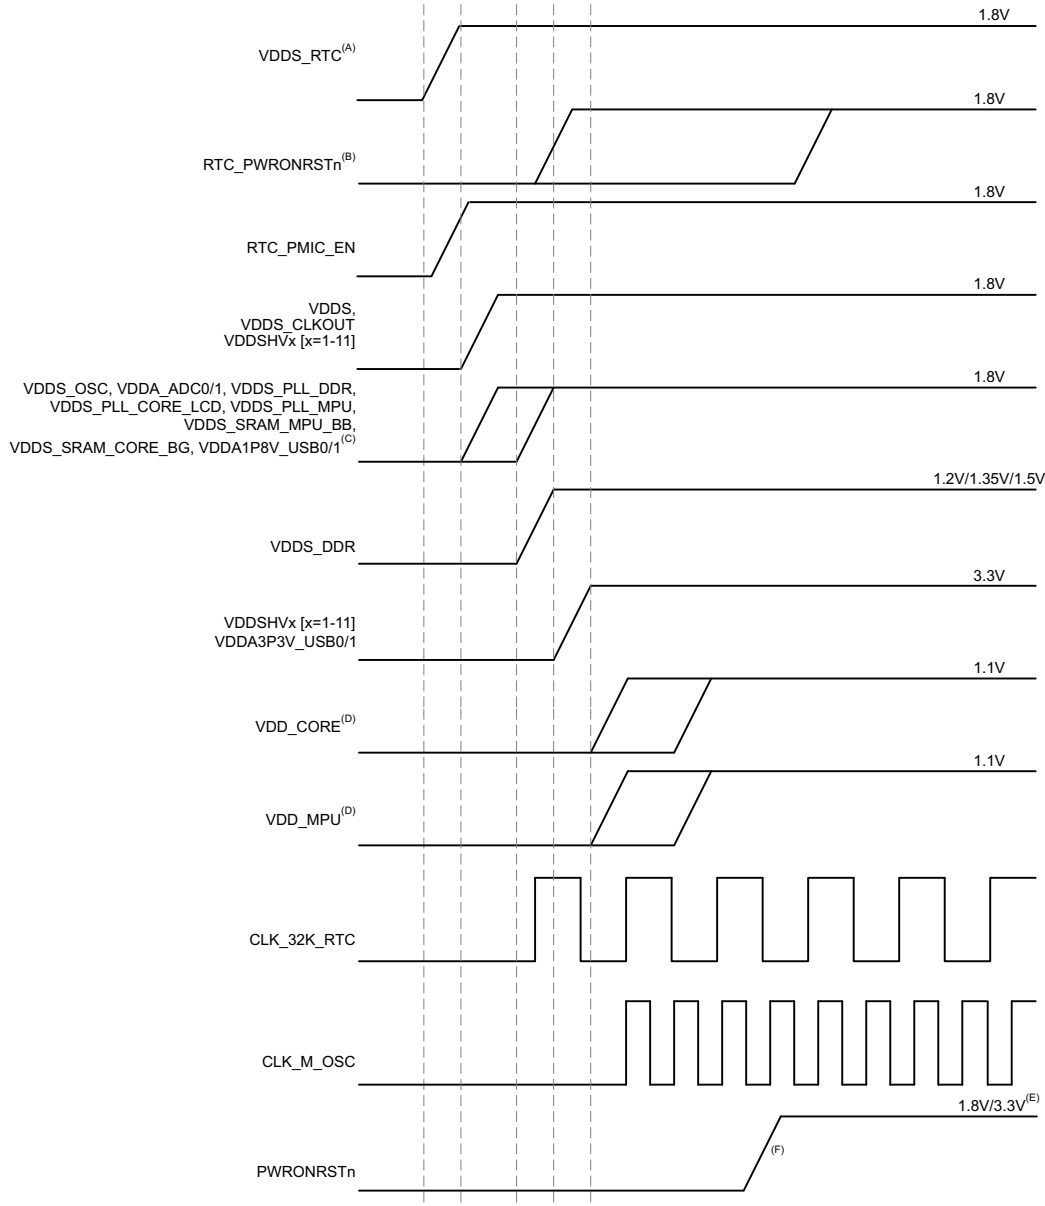 1.8V
VDDS_RTC(A)
1.8V
RTC_PWRONRSTn(B)
1.8V
RTC_PMIC_EN
1.8V
VDDS,
VDDS_CLKOUT
VDDSHVx [x=1-11]
1.8V
VDDS_OSC, VDDA_ADC0/1, VDDS_PLL_DDR,
VDDS_PLL_CORE_LCD, VDDS_PLL_MPU,
VDDS_SRAM_MPU_BB,
VDDS_SRAM_CORE_BG, VDDA1P8V_USB0/1(C)
1.2V/1.35V/1.5V
VDDS_DDR
3.3V
VDDSHVx [x=1-11]
VDDA3P3V_USB0/1
1.1V
VDD_CORE(D)
1.1V
VDD_MPU(D)
CLK_32K_RTC
CLK_M_OSC
1.8V/3.3V(E)
(F)
PWRONRSTn